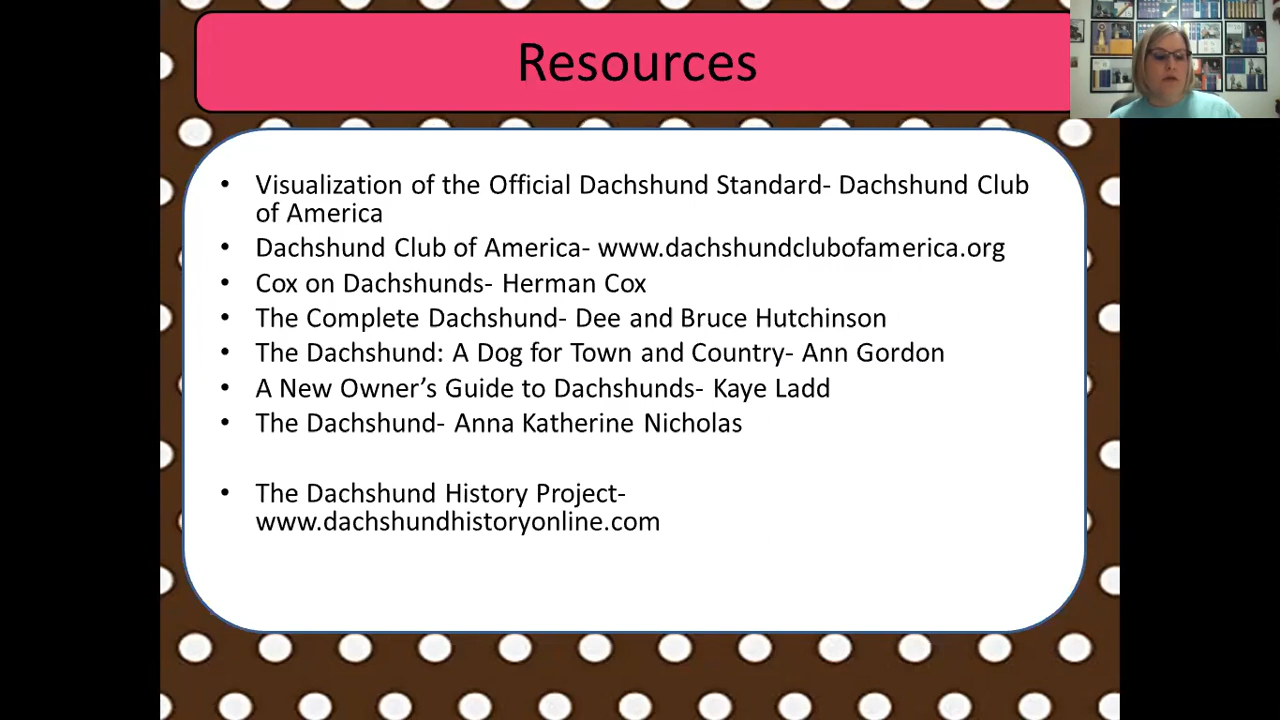 Resources
• Visualization of the Official Dachshund Standard- Dachshund Club
of America
• Dachshund Club of America- www.dachshundclubofamerica.org
• Cox on Dachshunds- Herman Cox
• The Complete Dachshund- Dee and Bruce Hutchinson
• The Dachshund: A Dog for Town and Country- Ann Gordon
• A New Owner’s Guide to Dachshunds- Kaye Ladd
• The Dachshund- Anna Katherine Nicholas
• The Dachshund History Project-
www.dachshundhistoryonline.com